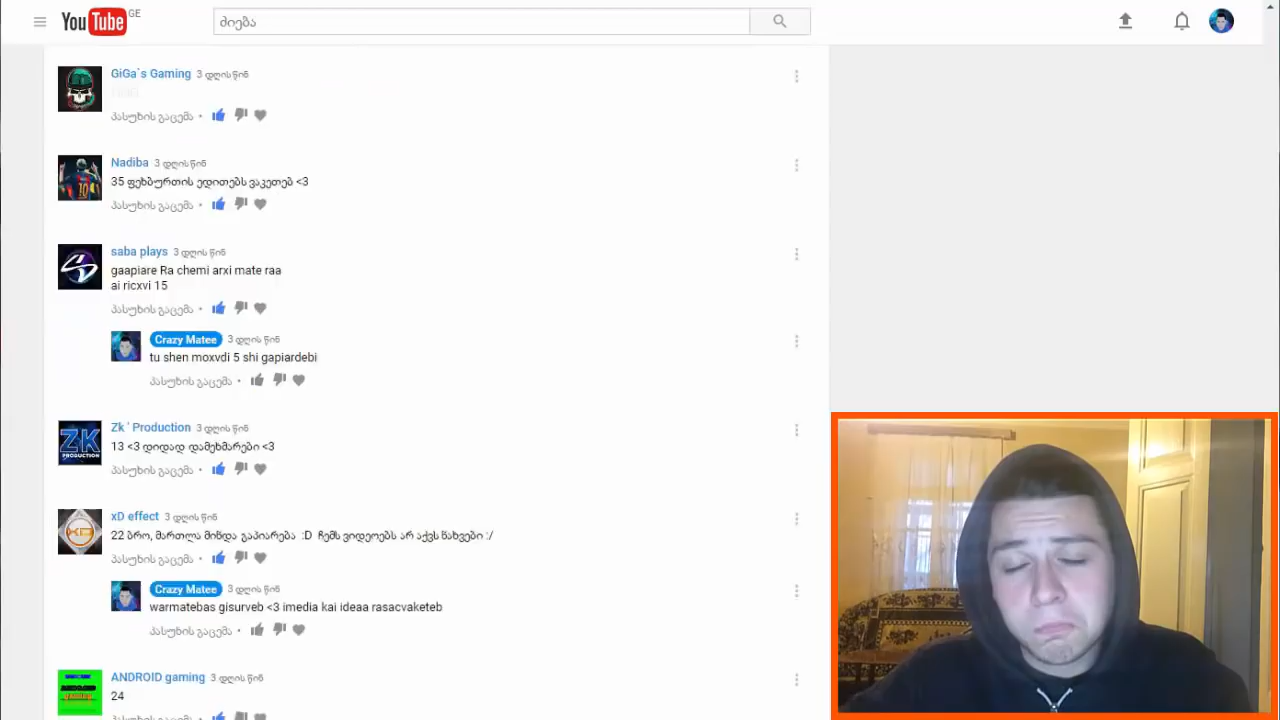 YouTube GE
ძიება
GiGa`s Gaming 3 დღის წინ
პასუხის გაცემა •
Nadiba 3 დღის წინ
35 ფეხბურთის ედითებს ვაკეთებ <3
პასუხის გაცემა •
saba plays 3 დღის წინ
gaapiare Ra chemi arxi mate raa
ai ricxvi 15
პასუხის გაცემა •
Crazy Matee 3 დღის წინ
tu shen moxvdi 5 shi gapiardebi
პასუხის გაცემა •
Zk ' Production 3 დღის წინ
13 <3 დიდად დამეხმარები <3
პასუხის გაცემა •
ZK
PRODUCTION
xD effect 3 დღის წინ
22 ბრო, მართლა მინდა გაპიარება :D ჩემს ვიდეოებს არ აქვს ნახვები :/
პასუხის გაცემა •
XD
Crazy Matee 3 დღის წინ
warmatebas gisurveb <3 imedia kai ideaa rasacvaketeb
პასუხის გაცემა •
ANDROID gaming 3 დღის წინ
24
პასუხის გაცემა •